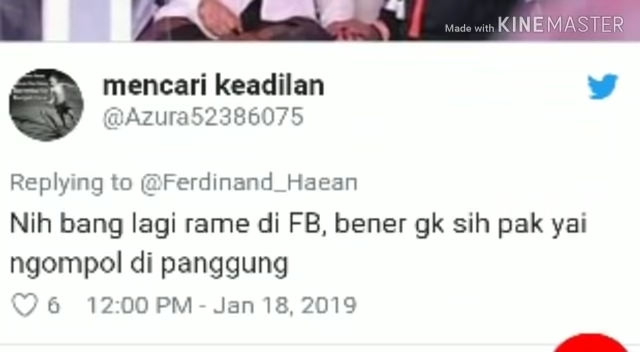 Made with KINEMASTER
mencari keadilan
@Azura52386075
Replying to @Ferdinand_Haean
Nih bang lagi rame di FB, bener gk sih pak yai
ngompol di panggung
6 12:00 PM - Jan 18, 2019